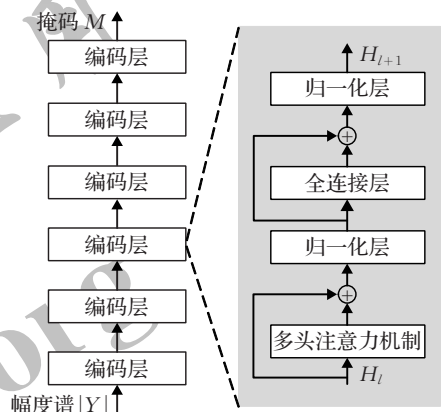 掩码 M
编码层
编码层
编码层
编码层
编码层
编码层
幅度谱 |Y|
H_{l+1}
归一化层
+
全连接层
归一化层
+
多头注意力机制
H_l
org